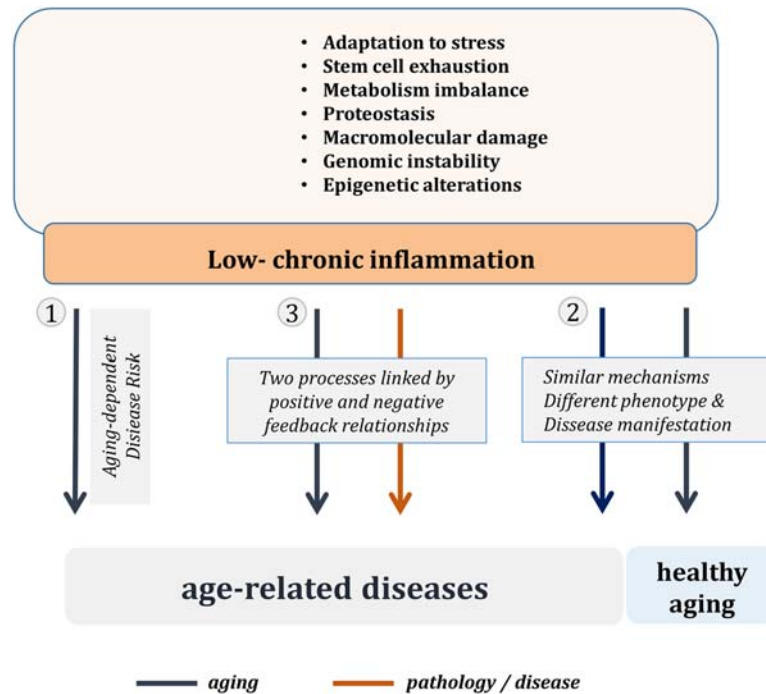 • Adaptation to stress
• Stem cell exhaustion
• Metabolism imbalance
• Proteostasis
• Macromolecular damage
• Genomic instability
• Epigenetic alterations
Low- chronic inflammation
1
Aging-dependent
Disiease Risk
3
Two processes linked by
positive and negative
feedback relationships
2
Similar mechanisms
Different phenotype &
Dissease manifestation
age-related diseases
healthy
aging
aging
pathology / disease